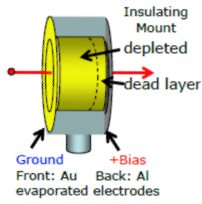 Insulating
Mount
depleted
dead layer
Ground +Bias
Front: Au Back: Al
evaporated electrodes